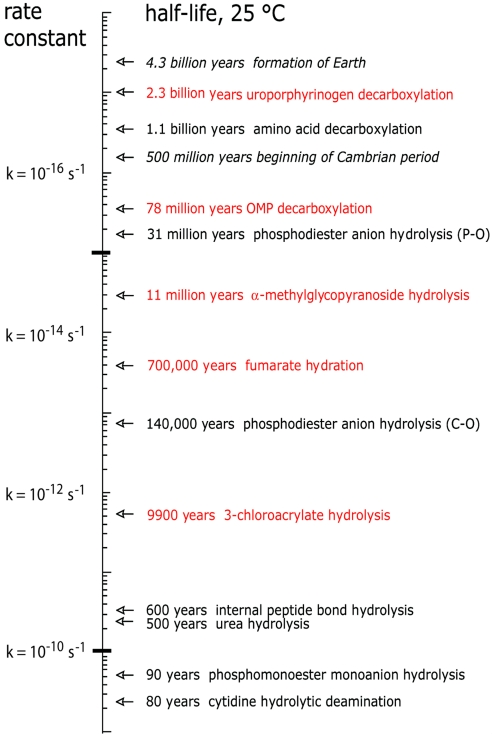 rate constant
half-life, 25 °C
4.3 billion years formation of Earth
2.3 billion years uroporphyrinogen decarboxylation
1.1 billion years amino acid decarboxylation
500 million years beginning of Cambrian period
k = 10⁻¹⁶ s⁻¹
78 million years OMP decarboxylation
31 million years phosphodiester anion hydrolysis (P-O)
11 million years α-methylglycopyranoside hydrolysis
k = 10⁻¹⁴ s⁻¹
700,000 years fumarate hydration
140,000 years phosphodiester anion hydrolysis (C-O)
k = 10⁻¹² s⁻¹
9900 years 3-chloroacrylate hydrolysis
600 years internal peptide bond hydrolysis
500 years urea hydrolysis
k = 10⁻¹⁰ s⁻¹
90 years phosphomonoester monoanion hydrolysis
80 years cytidine hydrolytic deamination